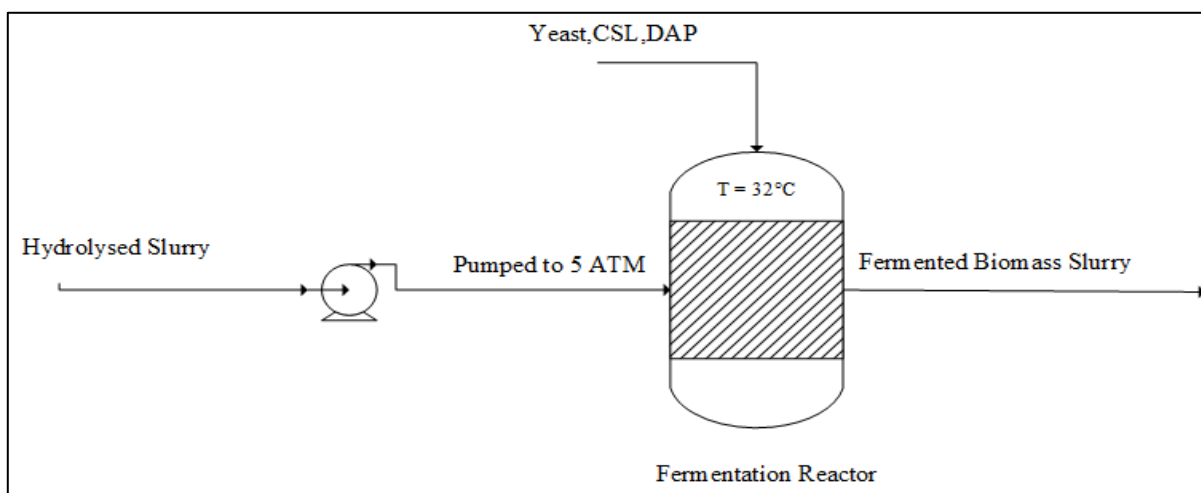 Yeast,CSL,DAP
T = 32°C
Hydrolysed Slurry
Pumped to 5 ATM
Fermented Biomass Slurry
Fermentation Reactor